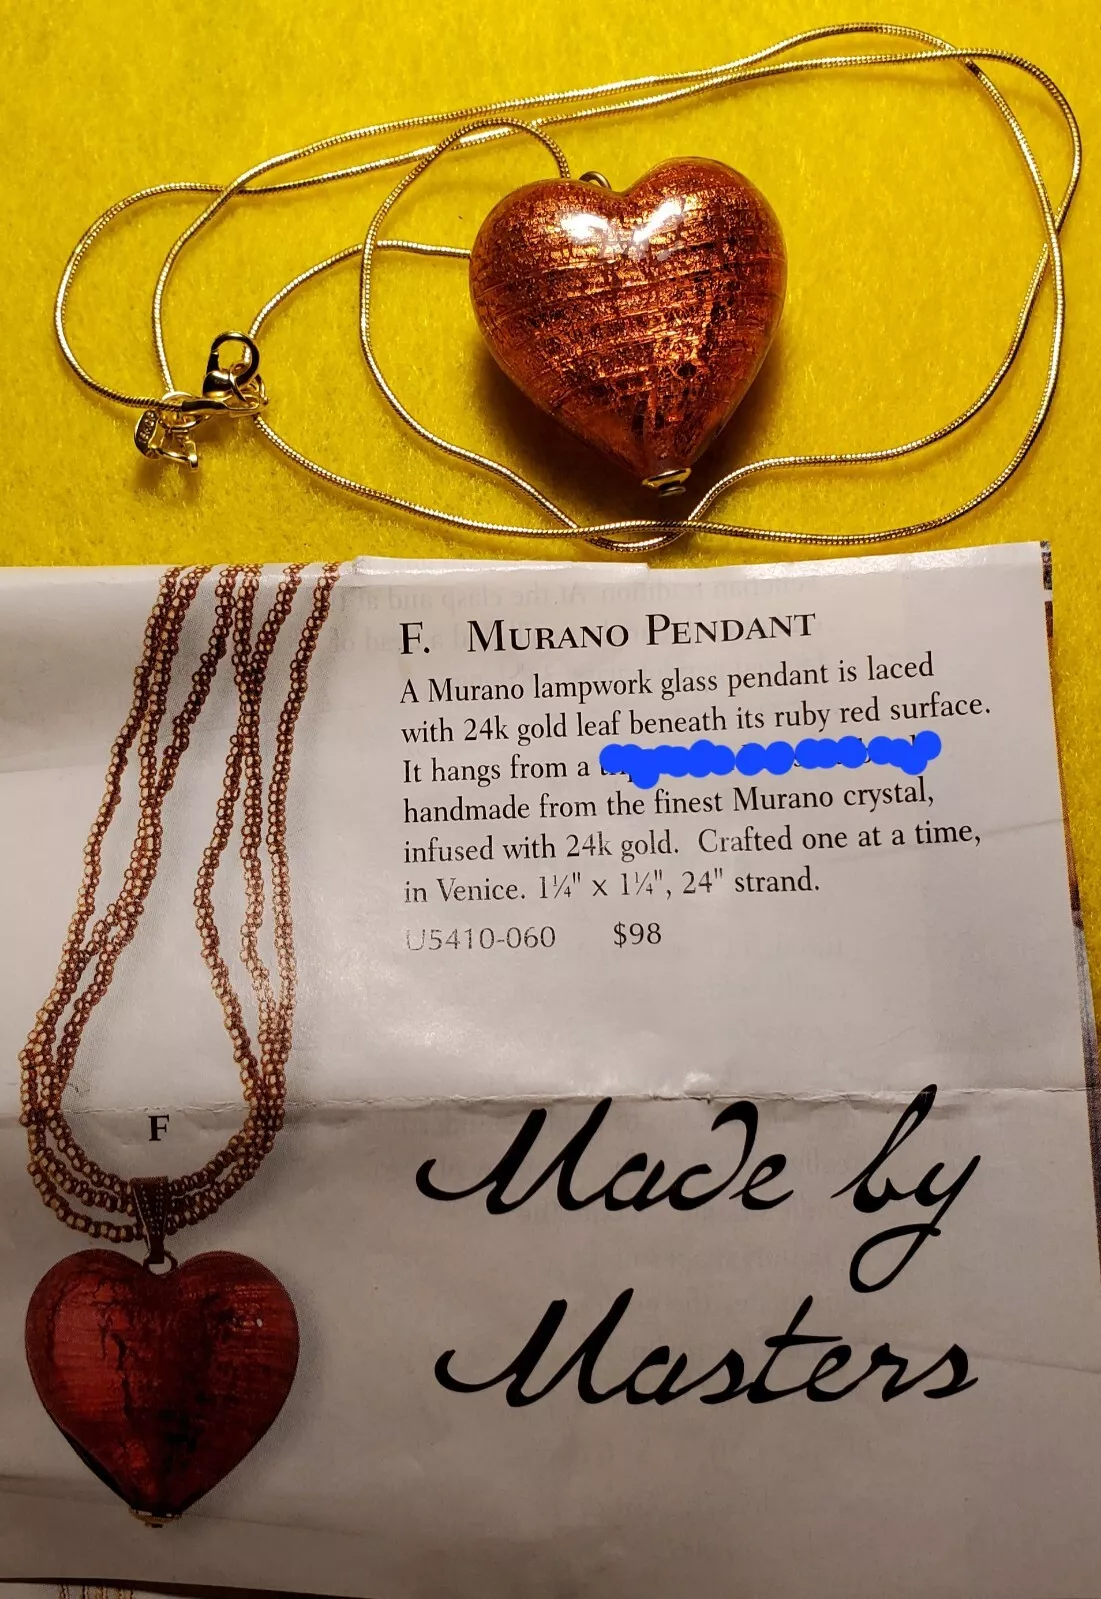 F. MURANO PENDANT
A Murano lampwork glass pendant is laced
with 24k gold leaf beneath its ruby red surface.
It hangs from a
handmade from the finest Murano crystal,
infused with 24k gold. Crafted one at a time,
in Venice. 1¼" x 1¼", 24" strand.
U5410-060 $98
F
Made by
Masters